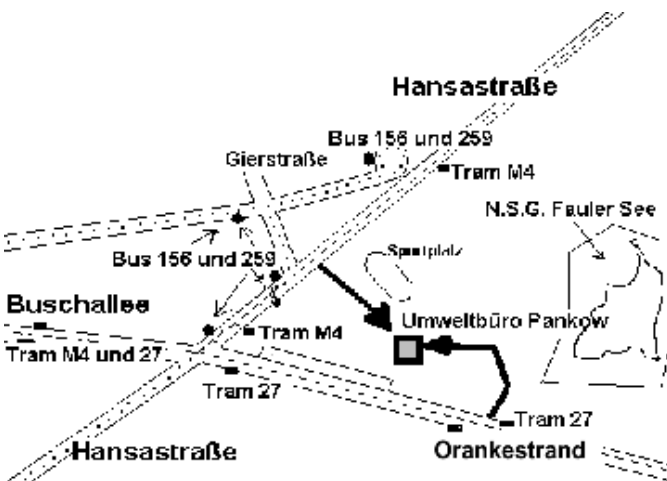 Hansastraße
Bus 156 und 259
Gierstraße
Tram M4
N.S.G. Fauler See
Sportplatz
Bus 156 und 259
Buschallee
Umweltbüro Pankow
Tram M4
Tram M4 und 27
Tram 27
Tram 27
Hansastraße
Orankestrand